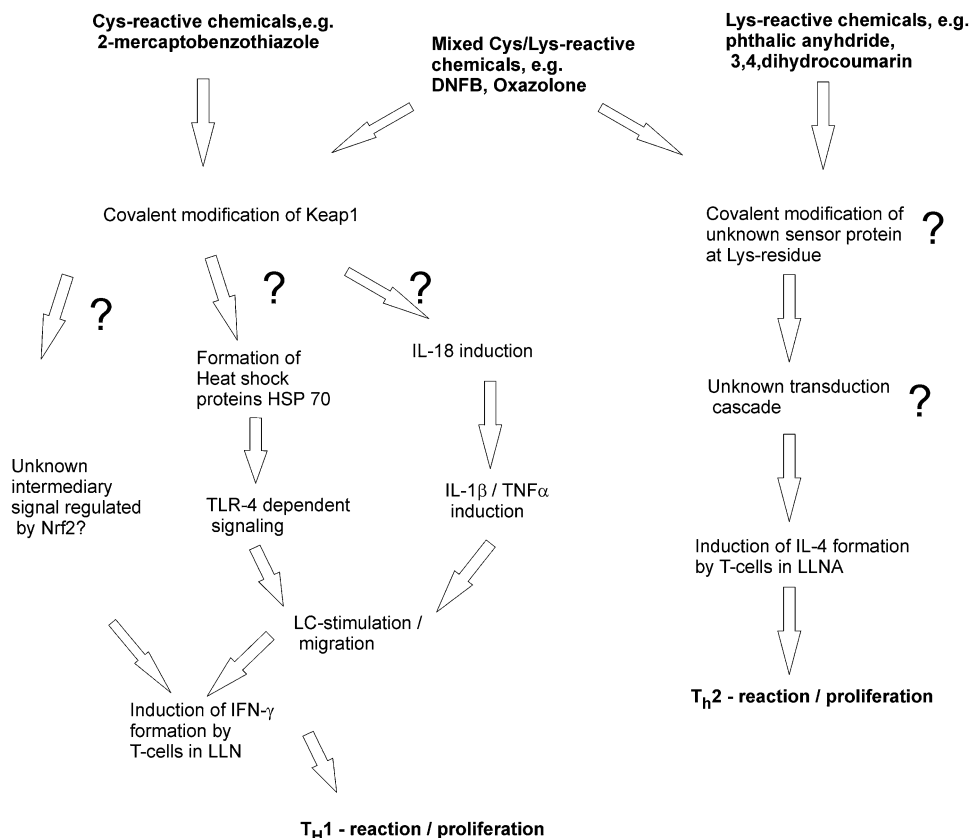 Cys-reactive chemicals,e.g.
2-mercaptobenzothiazole
Mixed Cys/Lys-reactive
chemicals, e.g.
DNFB, Oxazolone
Lys-reactive chemicals, e.g.
phthalic anyhdride,
3,4,dihydrocoumarin
Covalent modification of Keap1
Covalent modification of
unknown sensor protein
at Lys-residue
?
?
?
?
Formation of
Heat shock
proteins HSP 70
IL-18 induction
Unknown transduction
cascade
?
Unknown
intermediary
signal regulated
by Nrf2?
TLR-4 dependent
signaling
IL-1β / TNFα
induction
Induction of IL-4 formation
by T-cells in LLNA
LC-stimulation /
migration
Th2 - reaction / proliferation
Induction of IFN-γ
formation by
T-cells in LLN
TH1 - reaction / proliferation